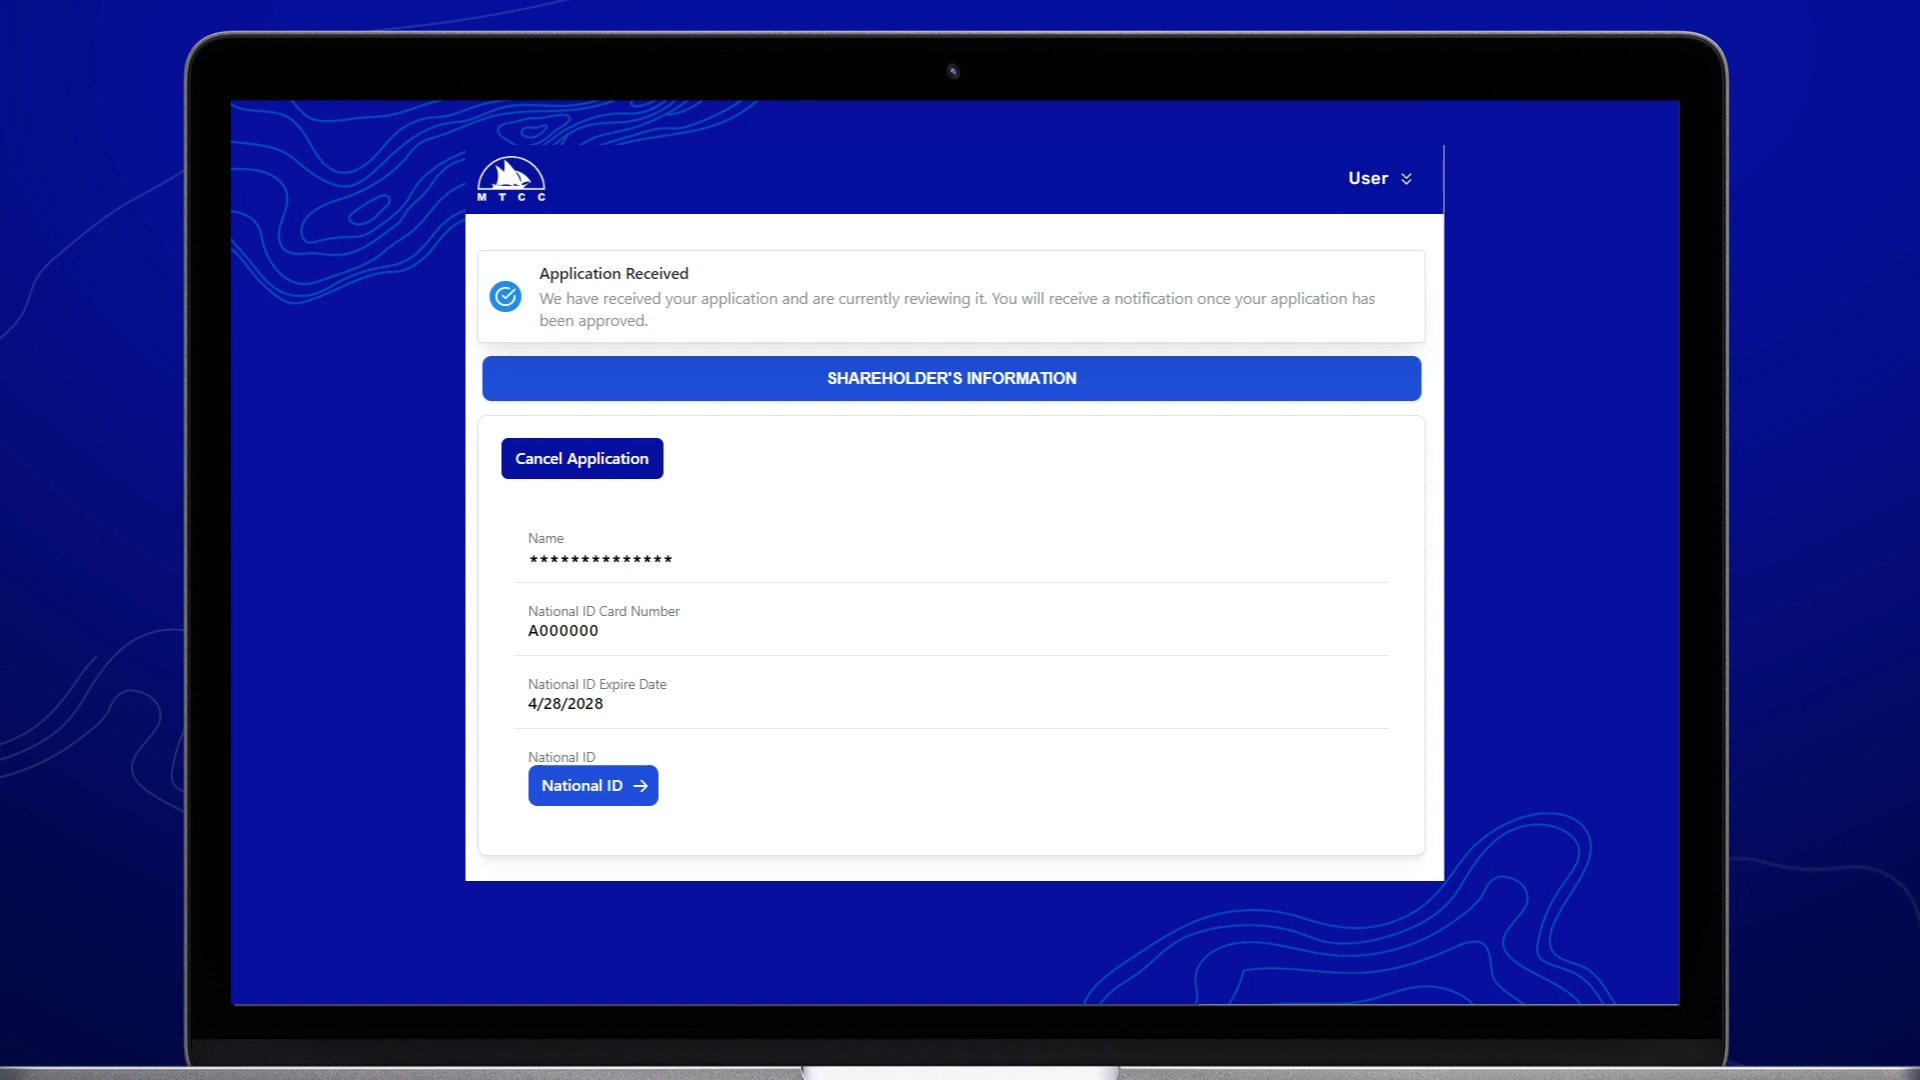 M T C C
User
Application Received
We have received your application and are currently reviewing it. You will receive a notification once your application has
been approved.
SHAREHOLDER'S INFORMATION
Cancel Application
Name
**************
National ID Card Number
A000000
National ID Expire Date
4/28/2028
National ID
National ID →